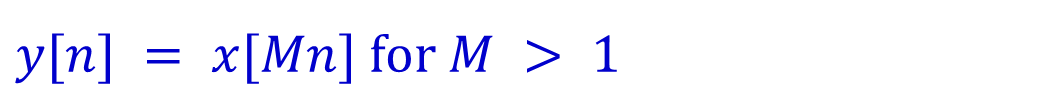 y[n] = x[Mn] for M > 1